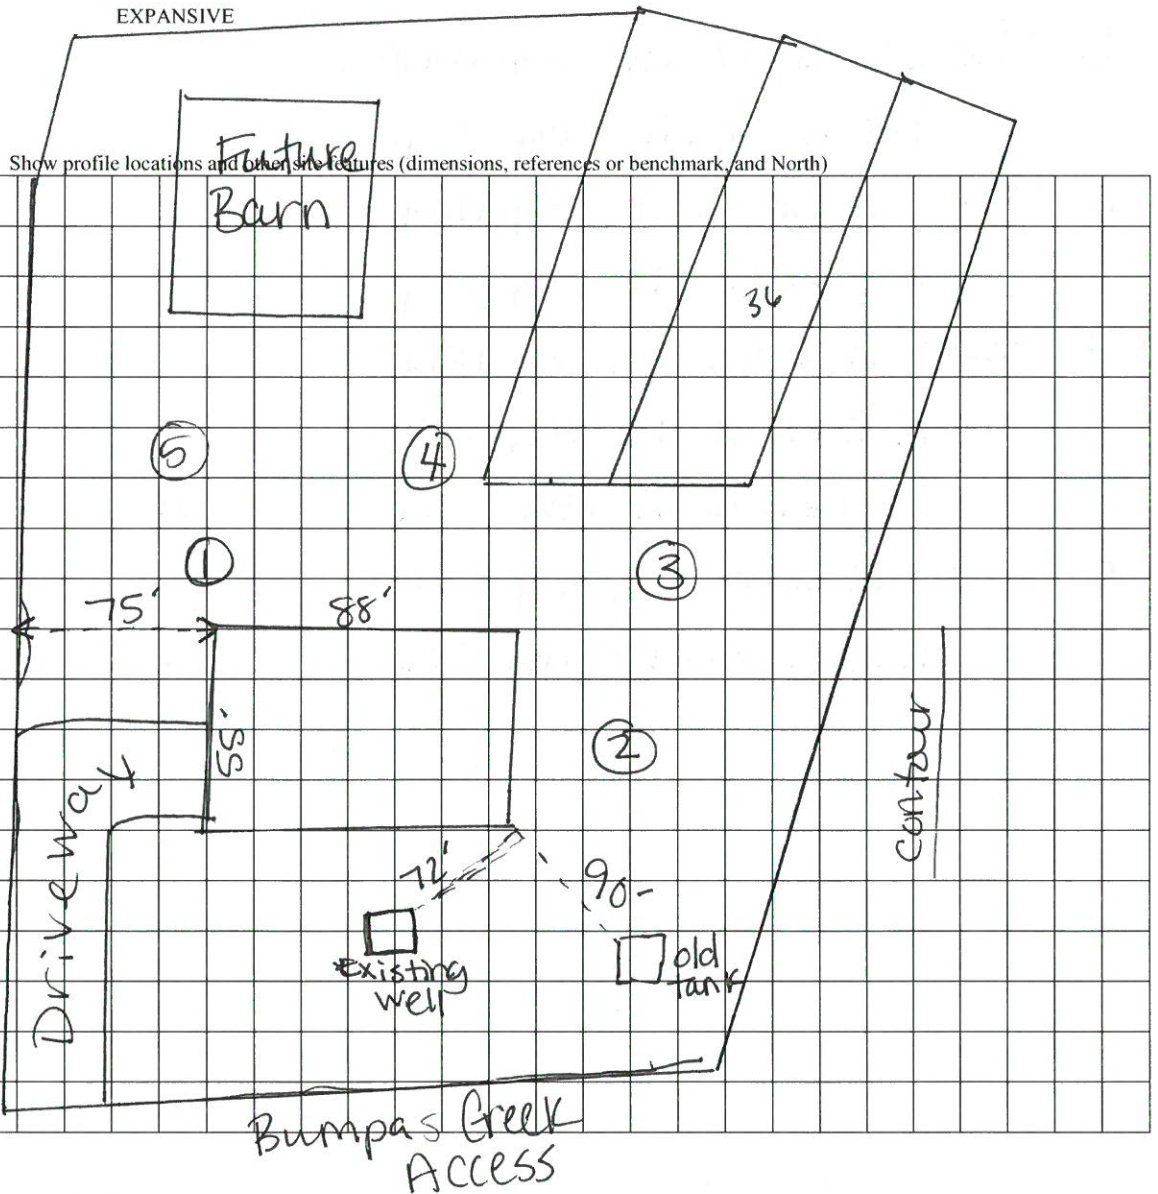 EXPANSIVE
Show profile locations and other site features (dimensions, references or benchmark, and North)
Future
Barn
36
5
4
1
3
75'
88'
55'
2
contour
Driveway
72'
90-
existing
well
old
tank
Bumpas Creek
Access